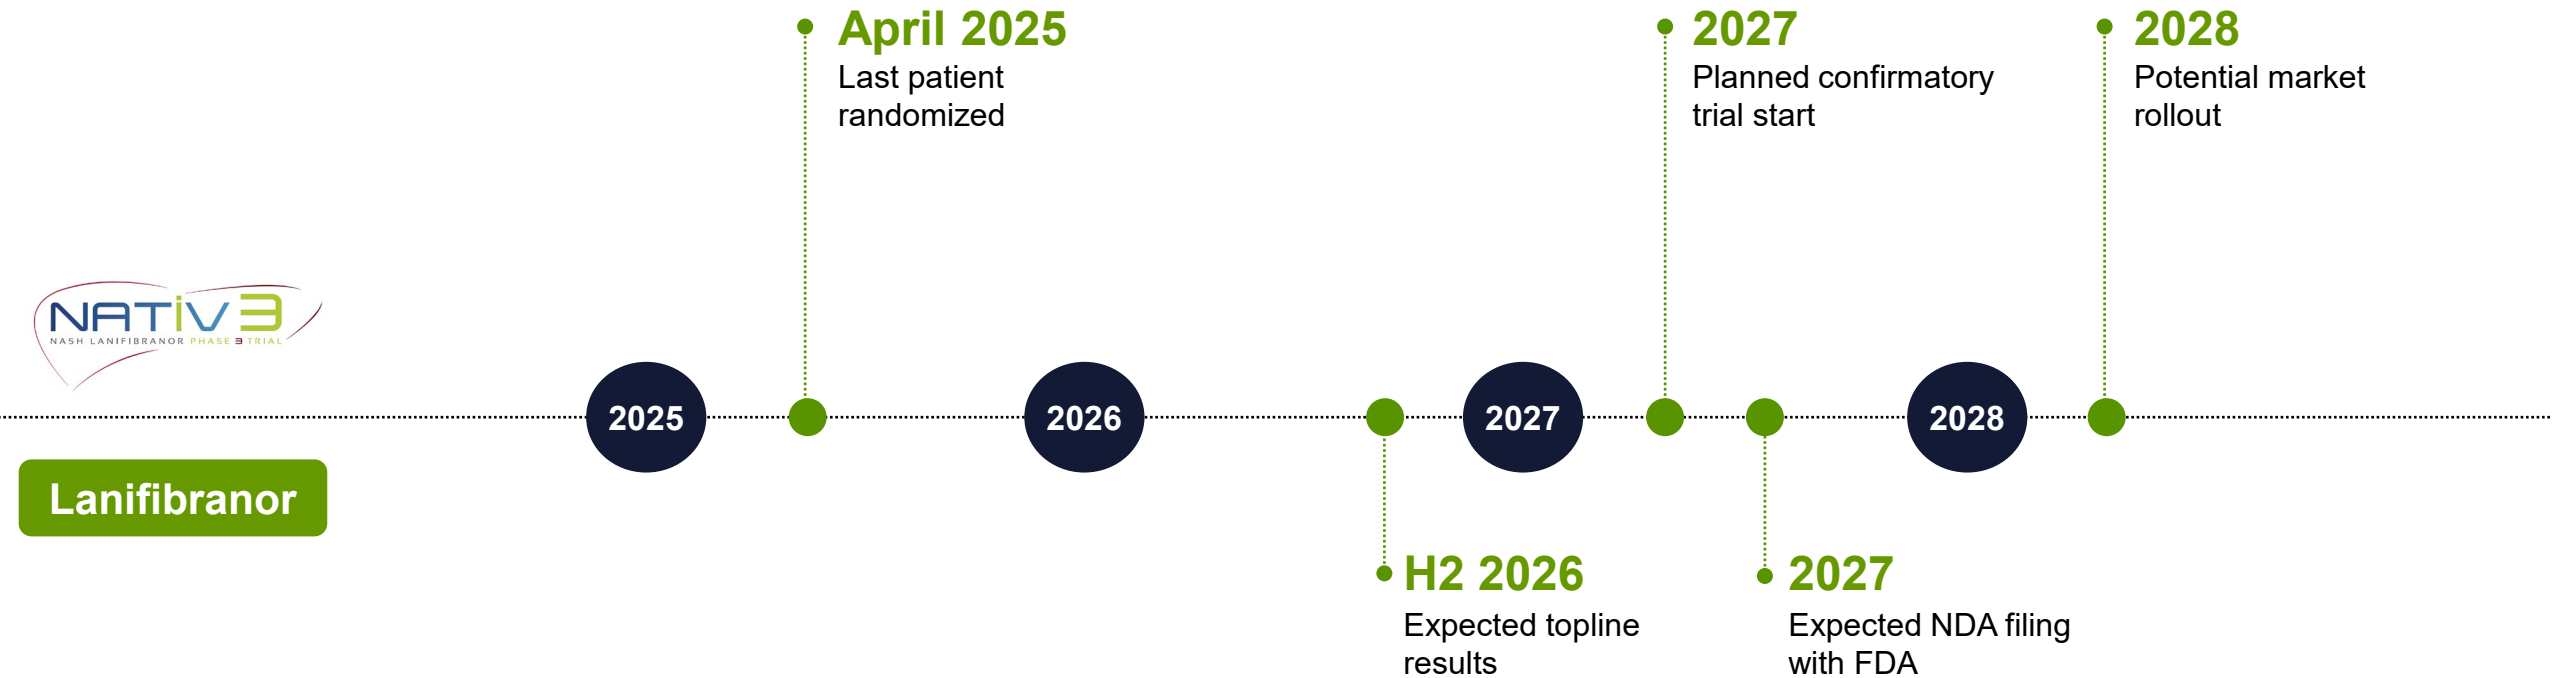 April 2025
Last patient
randomized
2027
Planned confirmatory
trial start
2028
Potential market
rollout
NATiV3
NASH LANIFIBRANOR PHASE 3 TRIAL
2025
2026
2027
2028
Lanifibranor
H2 2026
Expected topline
results
2027
Expected NDA filing
with FDA